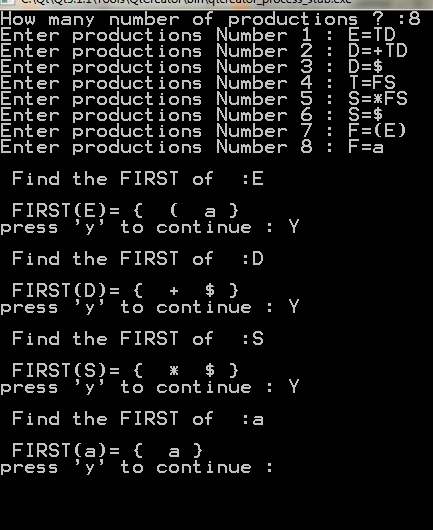 C:\Qt\Qt5.1.1\Tools\QtCreator\bin\qtcreator_process_stub.exe
How many number of productions ? :8
Enter productions Number 1 : E=TD
Enter productions Number 2 : D=+TD
Enter productions Number 3 : D=$
Enter productions Number 4 : T=FS
Enter productions Number 5 : S=*FS
Enter productions Number 6 : S=$
Enter productions Number 7 : F=(E)
Enter productions Number 8 : F=a
Find the FIRST of :E
FIRST(E)= { ( a }
press 'y' to continue : Y
Find the FIRST of :D
FIRST(D)= { + $ }
press 'y' to continue : Y
Find the FIRST of :S
FIRST(S)= { * $ }
press 'y' to continue : Y
Find the FIRST of :a
FIRST(a)= { a }
press 'y' to continue :